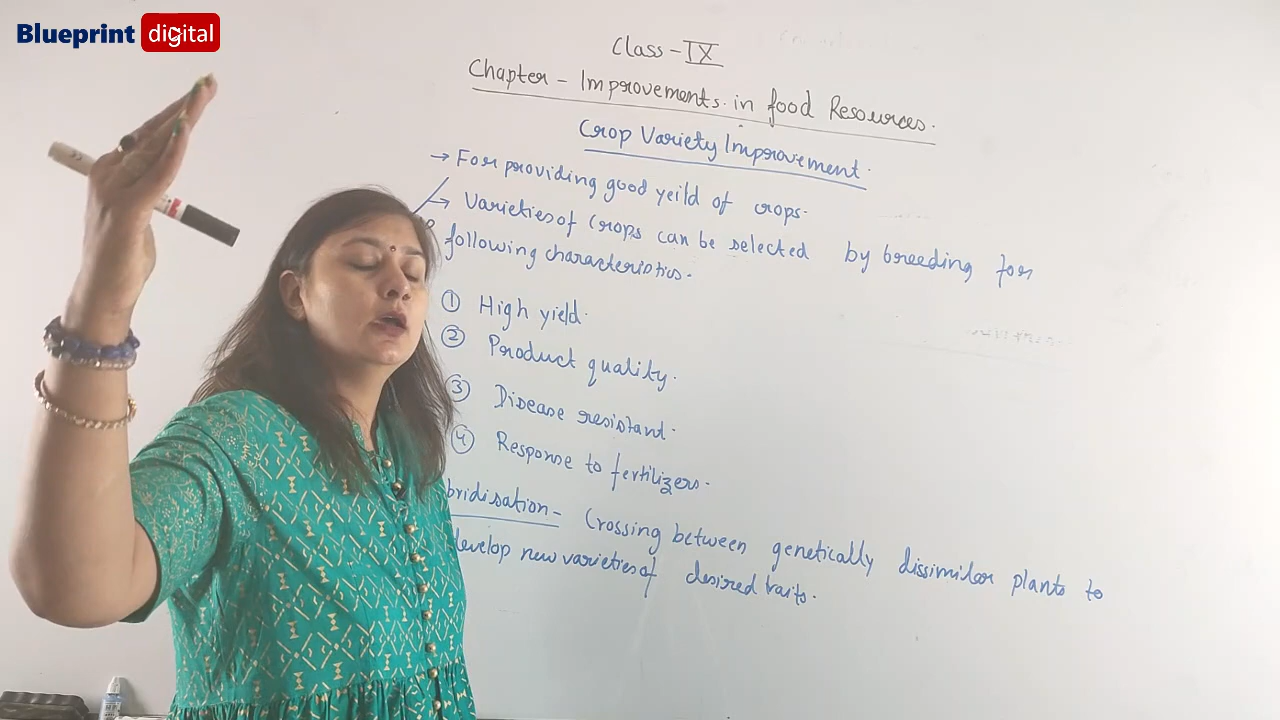 Blueprint digital
Class-IX
Chapter - Improvements in food Resources.
Crop Variety Improvement.
→ For providing good yeild of crops.
→ Varieties of Crops can be selected by breeding for
following characteristics.
① High yield.
② Product quality.
③ Disease resistant.
④ Response to fertilizers.
bridisation - Crossing between genetically dissimilar plants to
develop new varieties of desired traits.